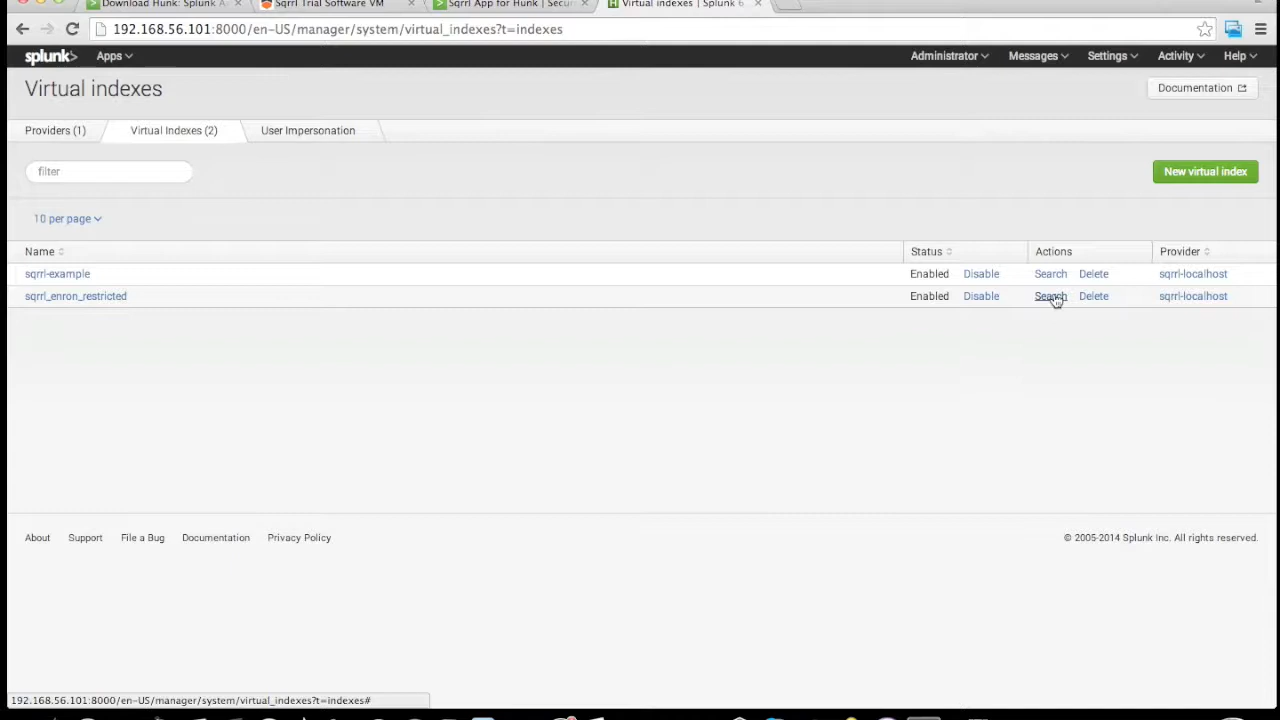 Download Hunk: Splunk A
Sqrrl Trial Software VM
Sqrrl App for Hunk | Secur
Virtual indexes | Splunk 6
192.168.56.101:8000/en-US/manager/system/virtual_indexes?t=indexes
splunk> Apps Administrator Messages Settings Activity Help
Virtual indexes Documentation
Providers (1) Virtual Indexes (2) User Impersonation
filter New virtual index
10 per page
Name Status Actions Provider
sqrrl-example Enabled Disable Search Delete sqrrl-localhost
sqrrl_enron_restricted Enabled Disable Search Delete sqrrl-localhost
About Support File a Bug Documentation Privacy Policy © 2005-2014 Splunk Inc. All rights reserved.
192.168.56.101:8000/en-US/manager/system/virtual_indexes?t=indexes#